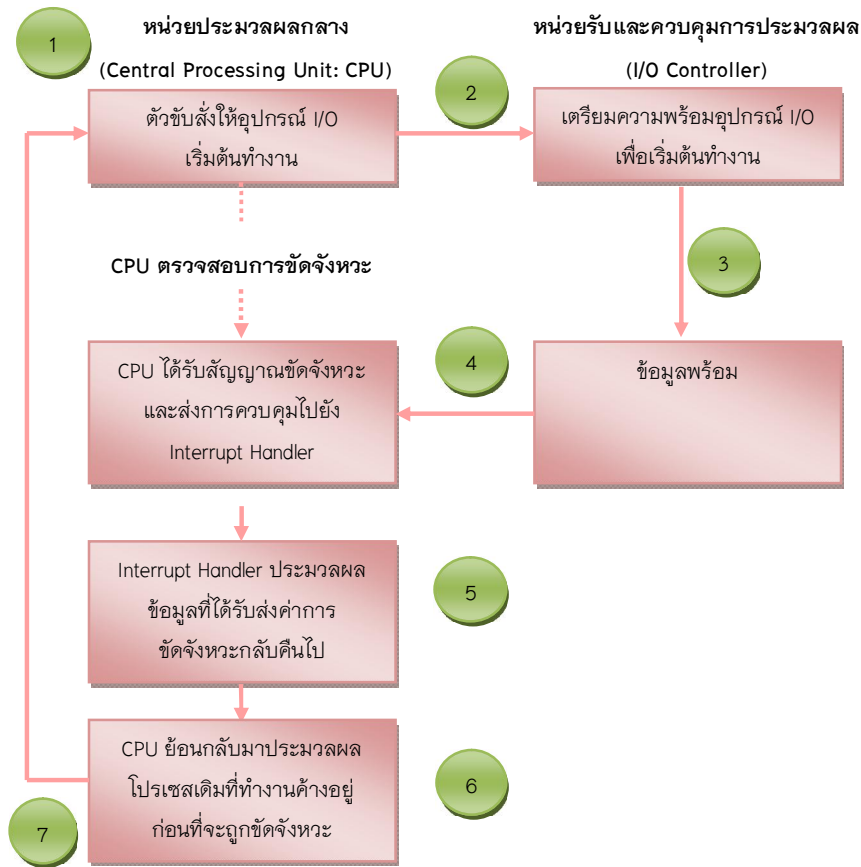 1
หน่วยประมวลผลกลาง
(Central Processing Unit: CPU)
หน่วยรับและควบคุมการประมวลผล
(I/O Controller)
ตัวขับสั่งให้อุปกรณ์ I/O
เริ่มต้นทำงาน
2
เตรียมความพร้อมอุปกรณ์ I/O
เพื่อเริ่มต้นทำงาน
CPU ตรวจสอบการขัดจังหวะ
3
CPU ได้รับสัญญาณขัดจังหวะ
และส่งการควบคุมไปยัง
Interrupt Handler
4
ข้อมูลพร้อม
Interrupt Handler ประมวลผล
ข้อมูลที่ได้รับส่งค่าการ
ขัดจังหวะกลับคืนไป
5
CPU ย้อนกลับมาประมวลผล
โปรเซสเดิมที่ทำงานค้างอยู่
ก่อนที่จะถูกขัดจังหวะ
6
7